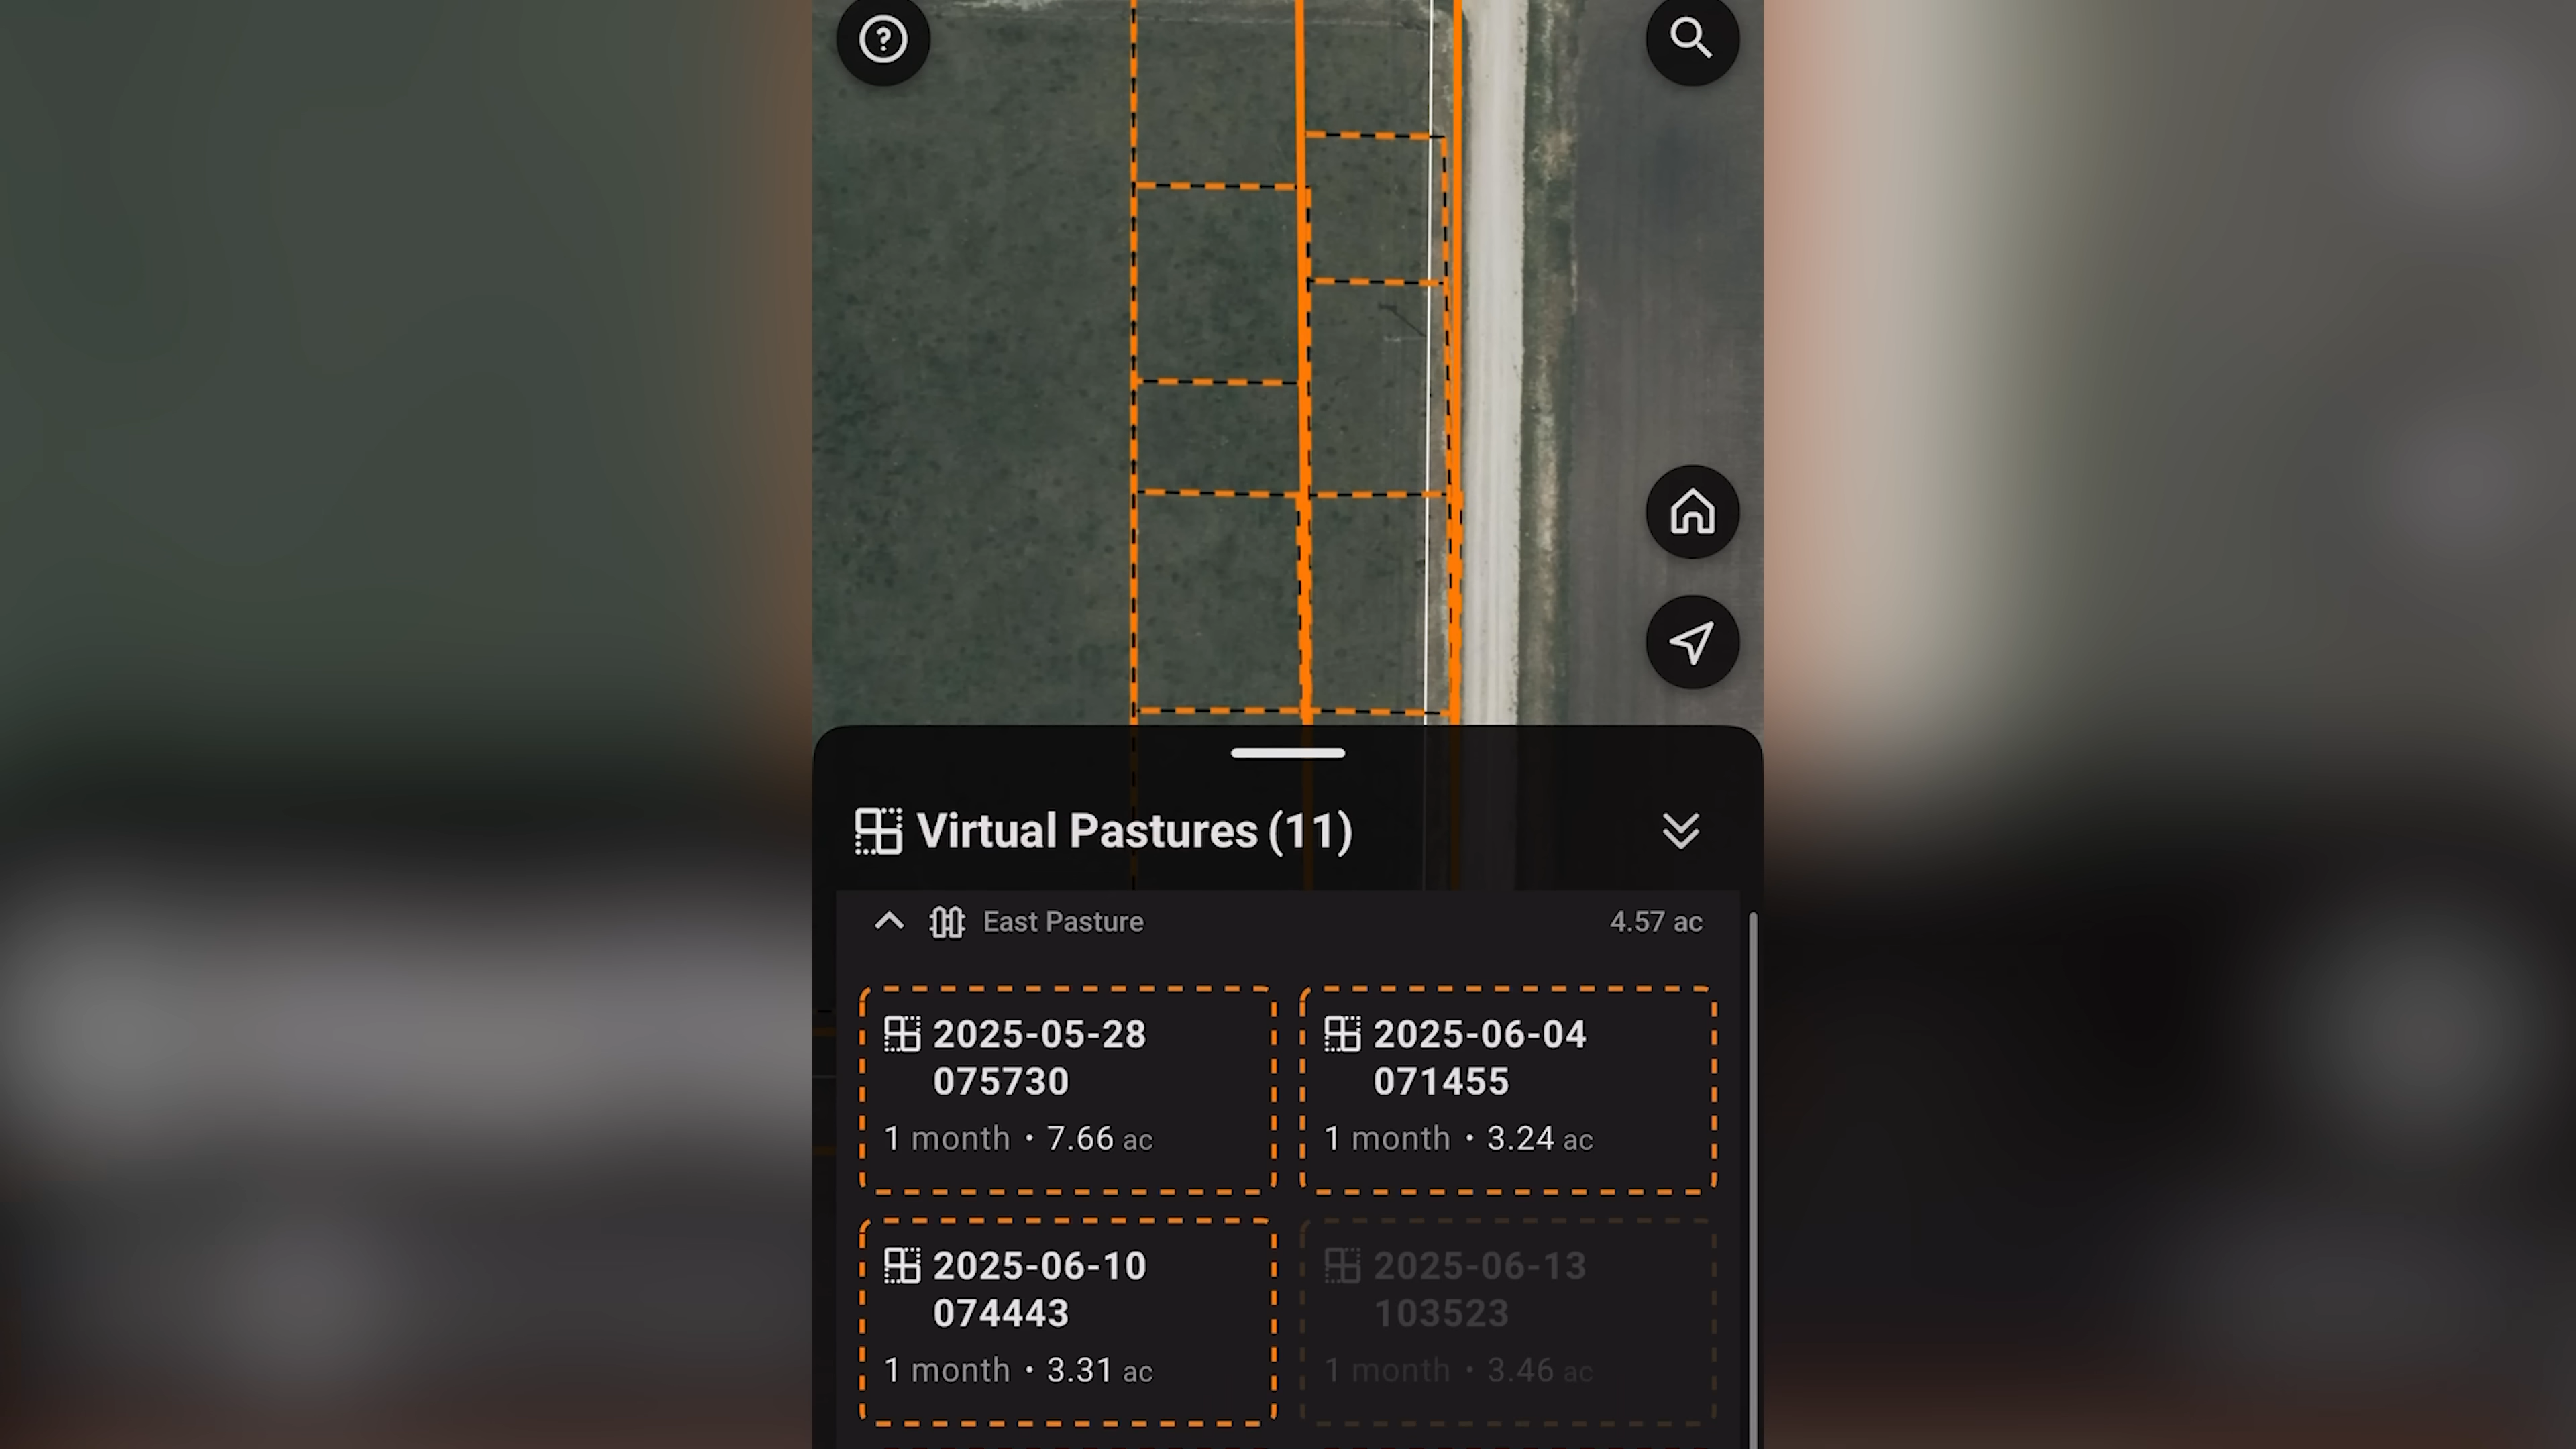 Virtual Pastures (11)
East Pasture
4.57 ac
2025-05-28
075730
1 month • 7.66 ac
2025-06-04
071455
1 month • 3.24 ac
2025-06-10
074443
1 month • 3.31 ac
2025-06-13
103523
1 month • 3.46 ac